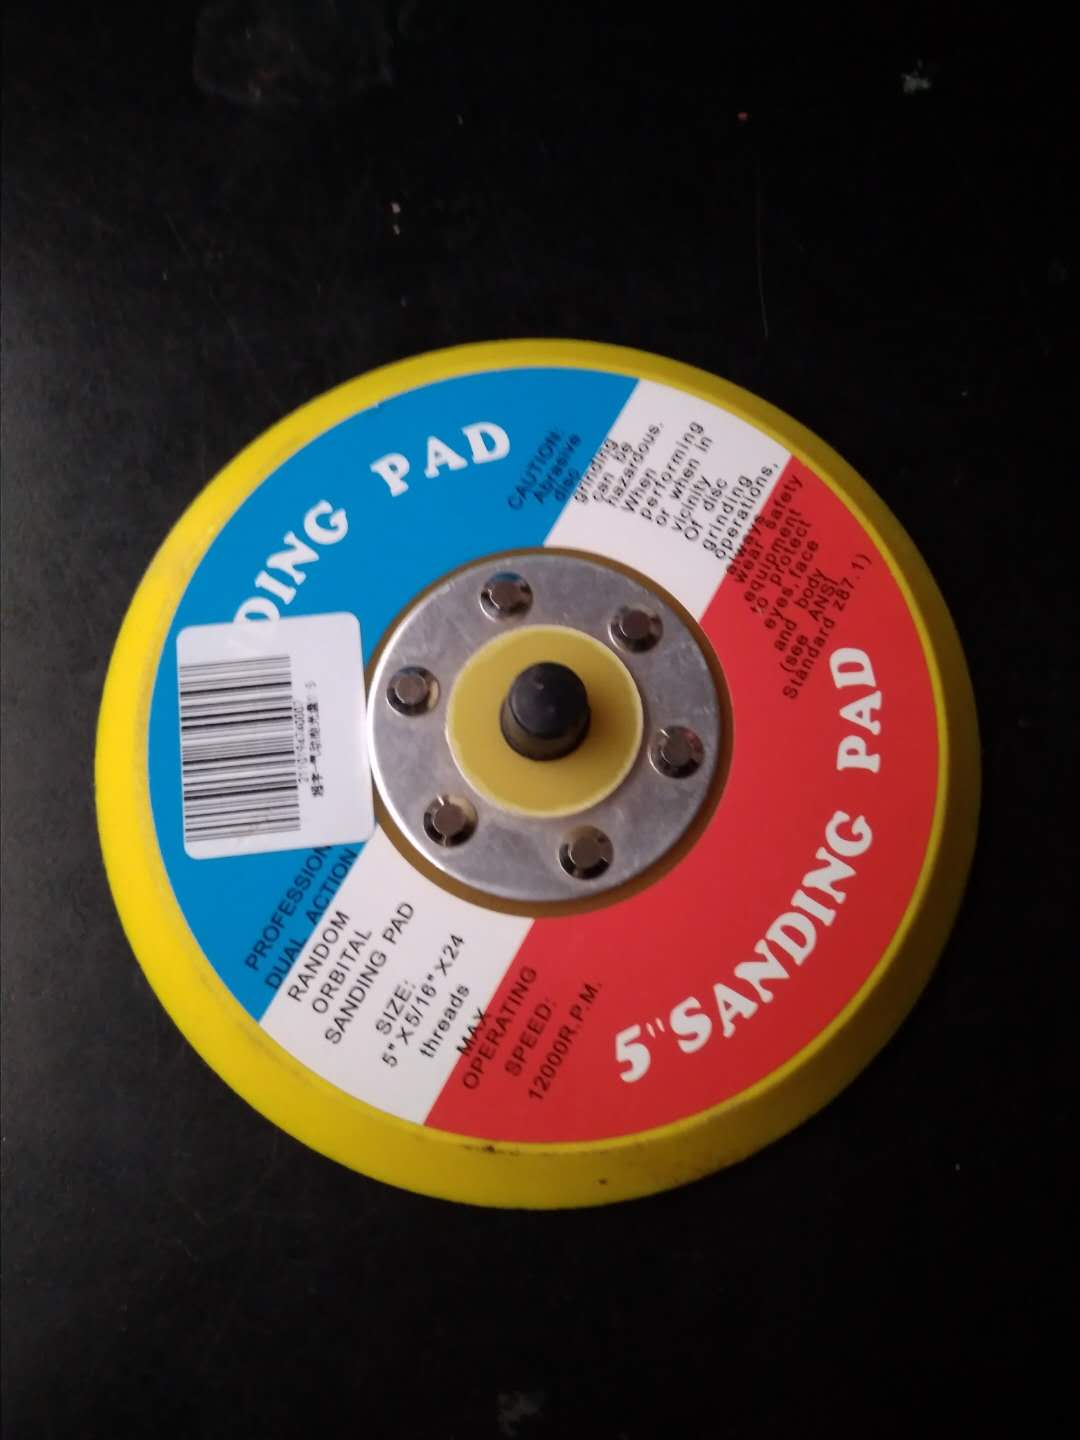 PAD
CAUTION:
Abrasive
disc
grinding
can be
hazardous.
When
performing
or when in
vicinity
Of disc
grinding
operations,
always
wear safety
equipment
to protect
eyes, face
and body
(see ANSI
Standard z87.1)
DUAL ACTION
RANDOM
ORBITAL
SANDING PAD
SIZE:
5"X5/16"X24
threads
MAX
OPERATING
SPEED:
12000R.P.M.
5"SANDING PAD